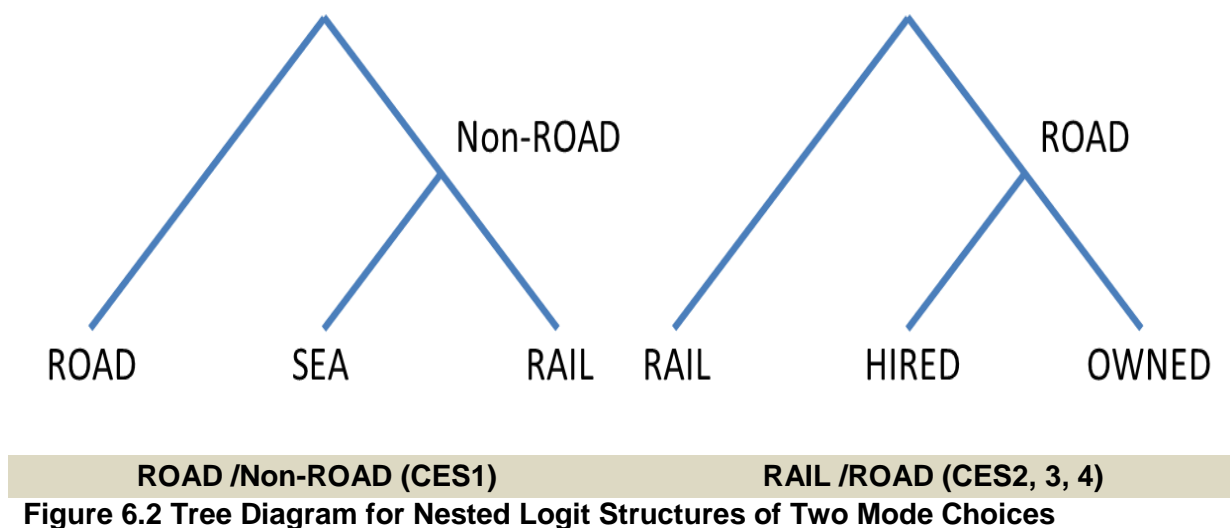 Non-ROAD ROAD
ROAD SEA RAIL RAIL HIRED OWNED
ROAD /Non-ROAD (CES1) RAIL /ROAD (CES2, 3, 4)
Figure 6.2 Tree Diagram for Nested Logit Structures of Two Mode Choices